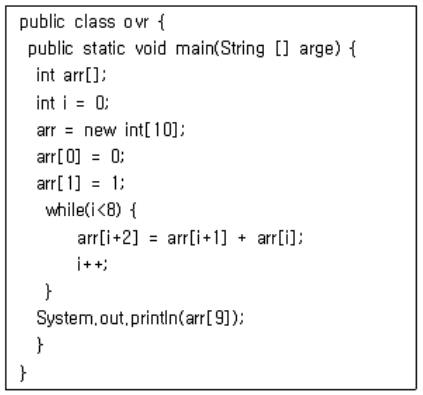 public class ovr {
public static void main(String [] arge) {
int arr[];
int i = 0;
arr = new int[10];
arr[0] = 0;
arr[1] = 1;
while(i<8) {
arr[i+2] = arr[i+1] + arr[i];
i++;
}
System.out.println(arr[9]);
}
}